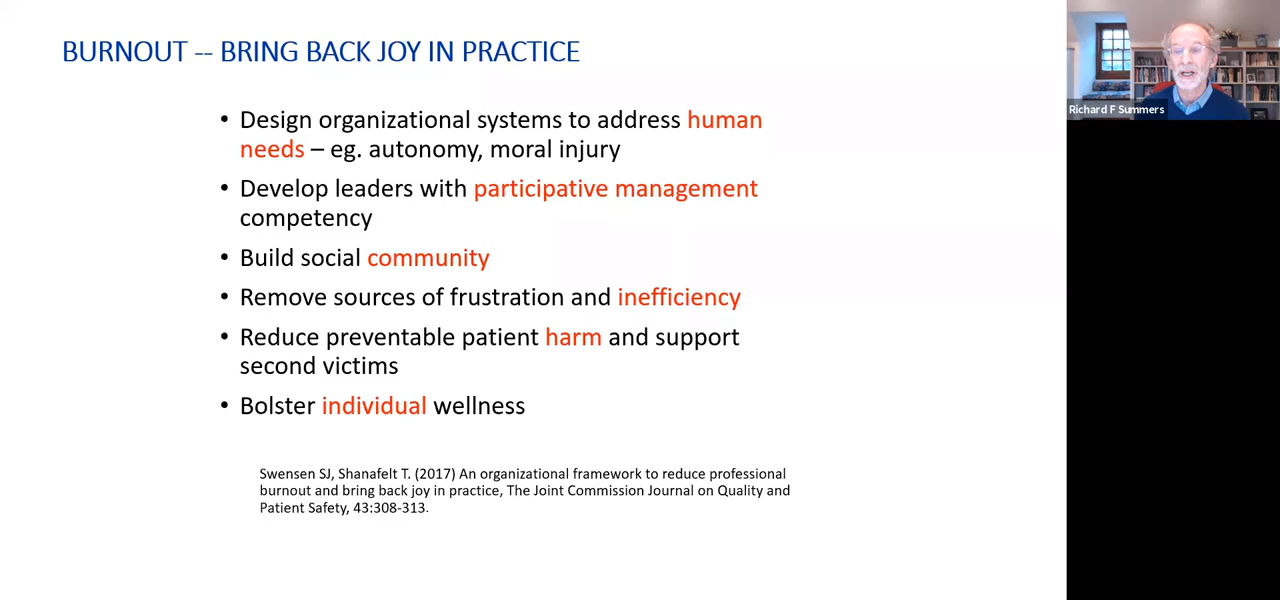 BURNOUT -- BRING BACK JOY IN PRACTICE
• Design organizational systems to address human
needs – eg. autonomy, moral injury
• Develop leaders with participative management
competency
• Build social community
• Remove sources of frustration and inefficiency
• Reduce preventable patient harm and support
second victims
• Bolster individual wellness
Swensen SJ, Shanafelt T. (2017) An organizational framework to reduce professional
burnout and bring back joy in practice, The Joint Commission Journal on Quality and
Patient Safety, 43:308-313.
Richard F Summers